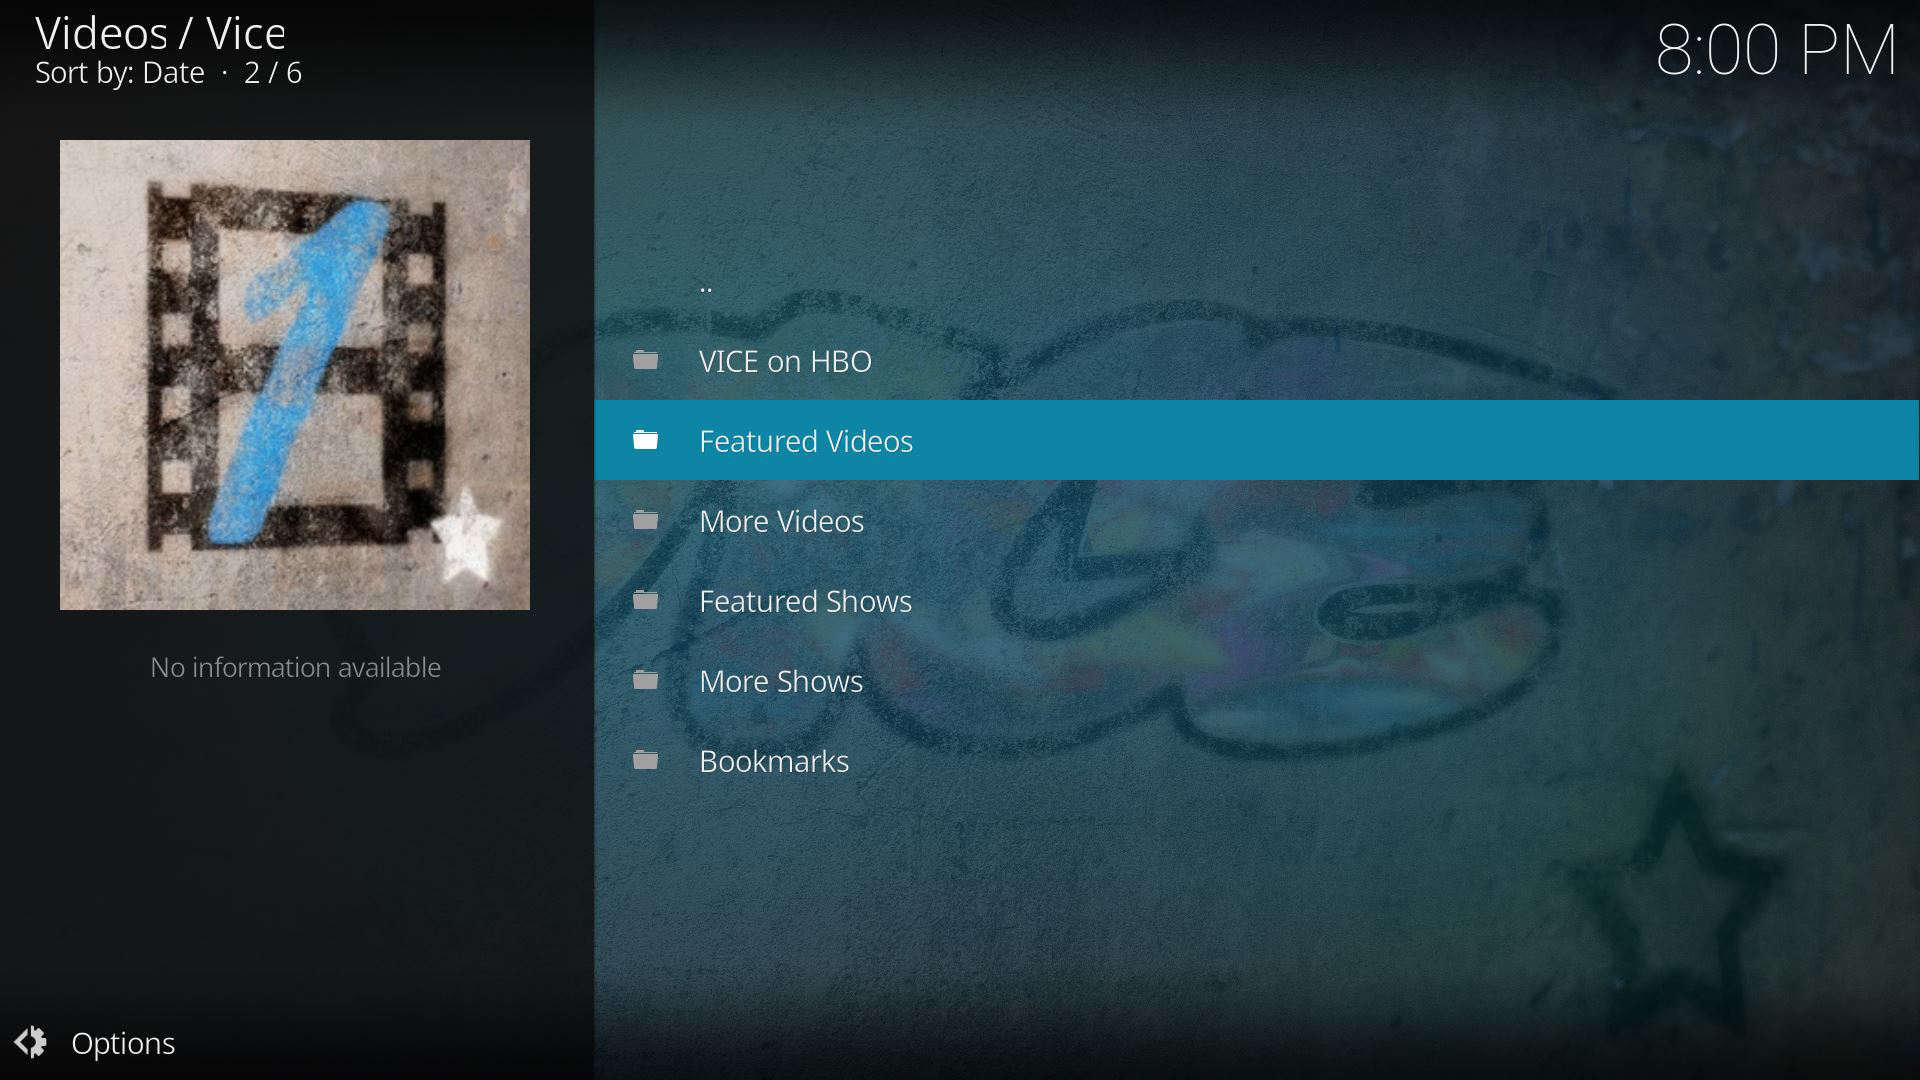 Videos / Vice
Sort by: Date · 2 / 6
8:00 PM
..
VICE on HBO
Featured Videos
More Videos
Featured Shows
More Shows
Bookmarks
No information available
Options